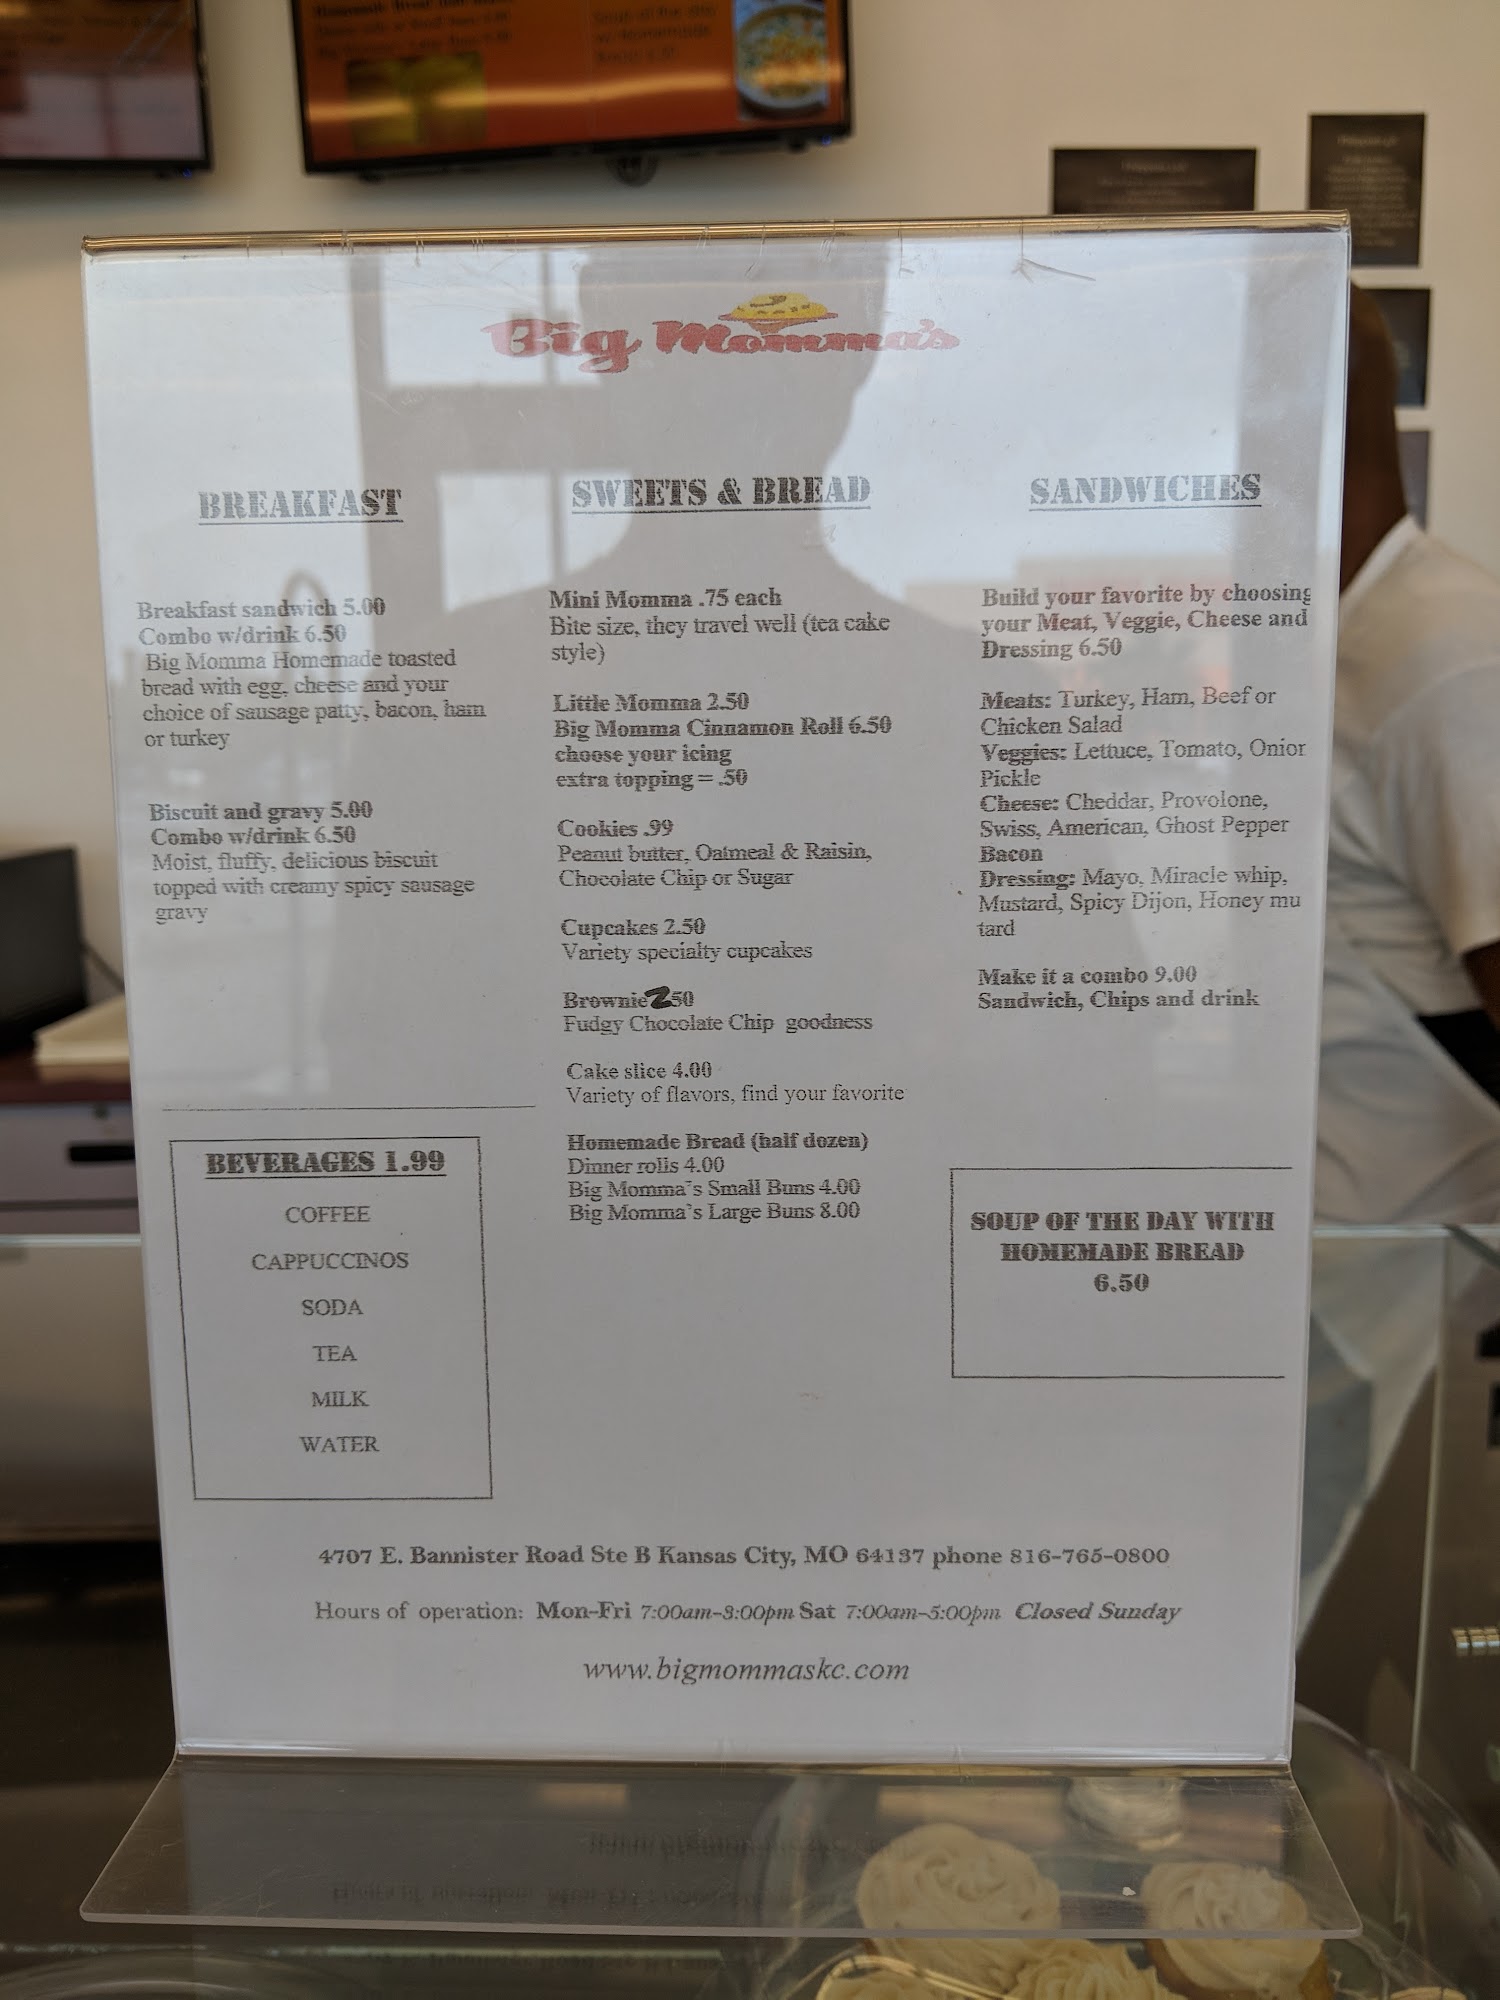 Big Momma's
BREAKFAST
Breakfast sandwich 5.00
Combo w/drink 6.50
Big Momma Homemade toasted
bread with egg, cheese and your
choice of sausage patty, bacon, ham
or turkey
Biscuit and gravy 5.00
Combo w/drink 6.50
Moist, fluffy, delicious biscuit
topped with creamy spicy sausage
gravy
BEVERAGES 1.99
COFFEE
CAPPUCCINOS
SODA
TEA
MILK
WATER
SWEETS & BREAD
Mini Momma .75 each
Bite size, they travel well (tea cake
style)
Little Momma 2.50
Big Momma Cinnamon Roll 6.50
choose your icing
extra topping = .50
Cookies .99
Peanut butter, Oatmeal & Raisin,
Chocolate Chip or Sugar
Cupcakes 2.50
Variety specialty cupcakes
Brownie 2.50
Fudgy Chocolate Chip goodness
Cake slice 4.00
Variety of flavors, find your favorite
Homemade Bread (half dozen)
Dinner rolls 4.00
Big Momma's Small Buns 4.00
Big Momma's Large Buns 8.00
SANDWICHES
Build your favorite by choosing
your Meat, Veggie, Cheese and
Dressing 6.50
Meats: Turkey, Ham, Beef or
Chicken Salad
Veggies: Lettuce, Tomato, Onior
Pickle
Cheese: Cheddar, Provolone,
Swiss, American, Ghost Pepper
Bacon
Dressing: Mayo, Miracle whip,
Mustard, Spicy Dijon, Honey mu
tard
Make it a combo 9.00
Sandwich, Chips and drink
SOUP OF THE DAY WITH
HOMEMADE BREAD
6.50
4707 E. Bannister Road Ste B Kansas City, MO 64137 phone 816-765-0800
Hours of operation: Mon-Fri 7:00am-3:00pm Sat 7:00am-5:00pm Closed Sunday
www.bigmommaskc.com